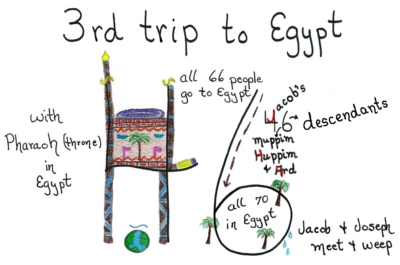 3rd trip to Egypt
all 66 people
go to Egypt
with
Pharaoh (throne)
in
Egypt
Jacob's
descendants
muppim
Huppim
& Ard
all 70
in Egypt
Jacob & Joseph
meet & weep